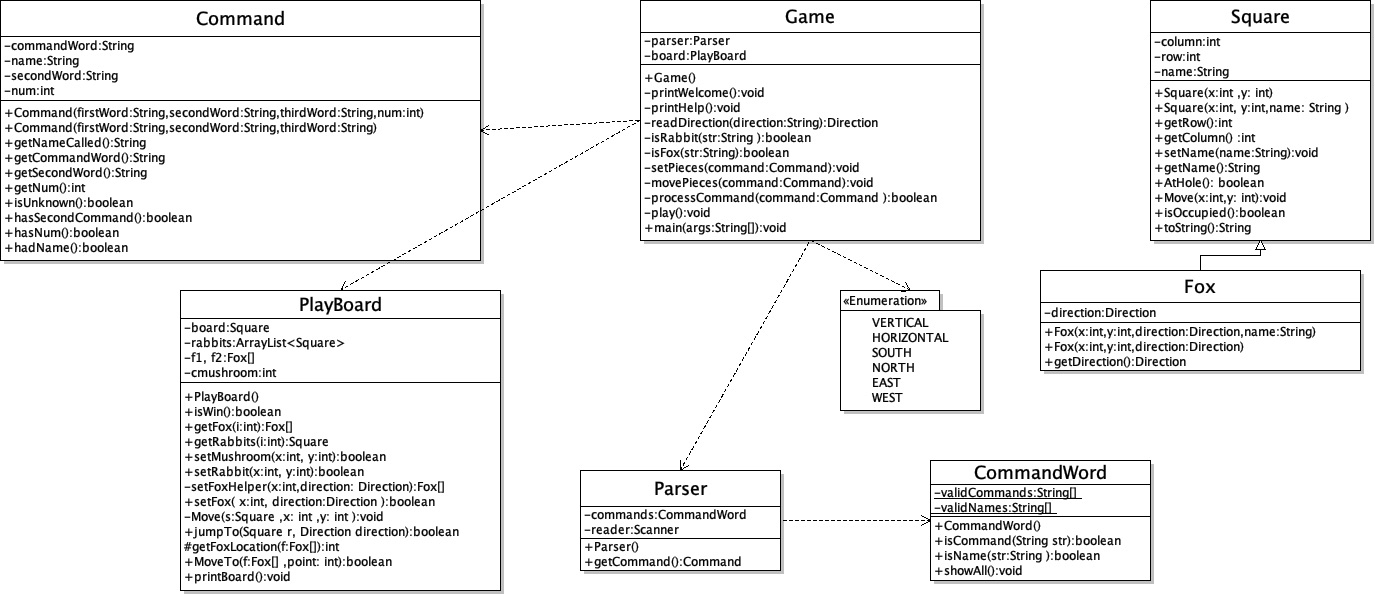 Command
-commandWord:String
-name:String
-secondWord:String
-num:int
+Command(firstWord:String,secondWord:String,thirdWord:String,num:int)
+Command(firstWord:String,secondWord:String,thirdWord:String)
+getNameCalled():String
+getCommandWord():String
+getSecondWord():String
+getNum():int
+isUnknown():boolean
+hasSecondCommand():boolean
+hasNum():boolean
+hadName():boolean
Game
-parser:Parser
-board:PlayBoard
+Game()
-printWelcome():void
-printHelp():void
-readDirection(direction:String):Direction
-isRabbit(str:String ):boolean
-isFox(str:String):boolean
-setPieces(command:Command):void
-movePieces(command:Command):void
-processCommand(command:Command ):boolean
-play():void
+main(args:String[]):void
Square
-column:int
-row:int
-name:String
+Square(x:int ,y: int)
+Square(x:int, y:int,name: String )
+getRow():int
+getColumn() :int
+setName(name:String):void
+getName():String
+AtHole(): boolean
+Move(x:int,y: int):void
+isOccupied():boolean
+toString():String
Fox
-direction:Direction
+Fox(x:int,y:int,direction:Direction,name:String)
+Fox(x:int,y:int,direction:Direction)
+getDirection():Direction
PlayBoard
-board:Square
-rabbits:ArrayList<Square>
-f1, f2:Fox[]
-cmushroom:int
+PlayBoard()
+isWin():boolean
+getFox(i:int):Fox[]
+getRabbits(i:int):Square
+setMushroom(x:int, y:int):boolean
+setRabbit(x:int, y:int):boolean
-setFoxHelper(x:int,direction: Direction):Fox[]
+setFox( x:int, direction:Direction ):boolean
-Move(s:Square ,x: int ,y: int ):void
+jumpTo(Square r, Direction direction):boolean
#getFoxLocation(f:Fox[]):int
+MoveTo(f:Fox[] ,point: int):boolean
+printBoard():void
«Enumeration»
VERTICAL
HORIZONTAL
SOUTH
NORTH
EAST
WEST
Parser
-commands:CommandWord
-reader:Scanner
+Parser()
+getCommand():Command
CommandWord
-validCommands:String[]
-validNames:String[]
+CommandWord()
+isCommand(String str):boolean
+isName(str:String ):boolean
+showAll():void